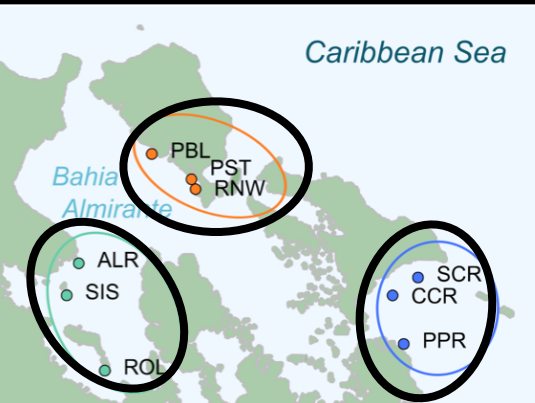 Caribbean Sea
PBL
PST
RNW
Bahia
Almirante
ALR
SIS
ROL
SCR
CCR
PPR